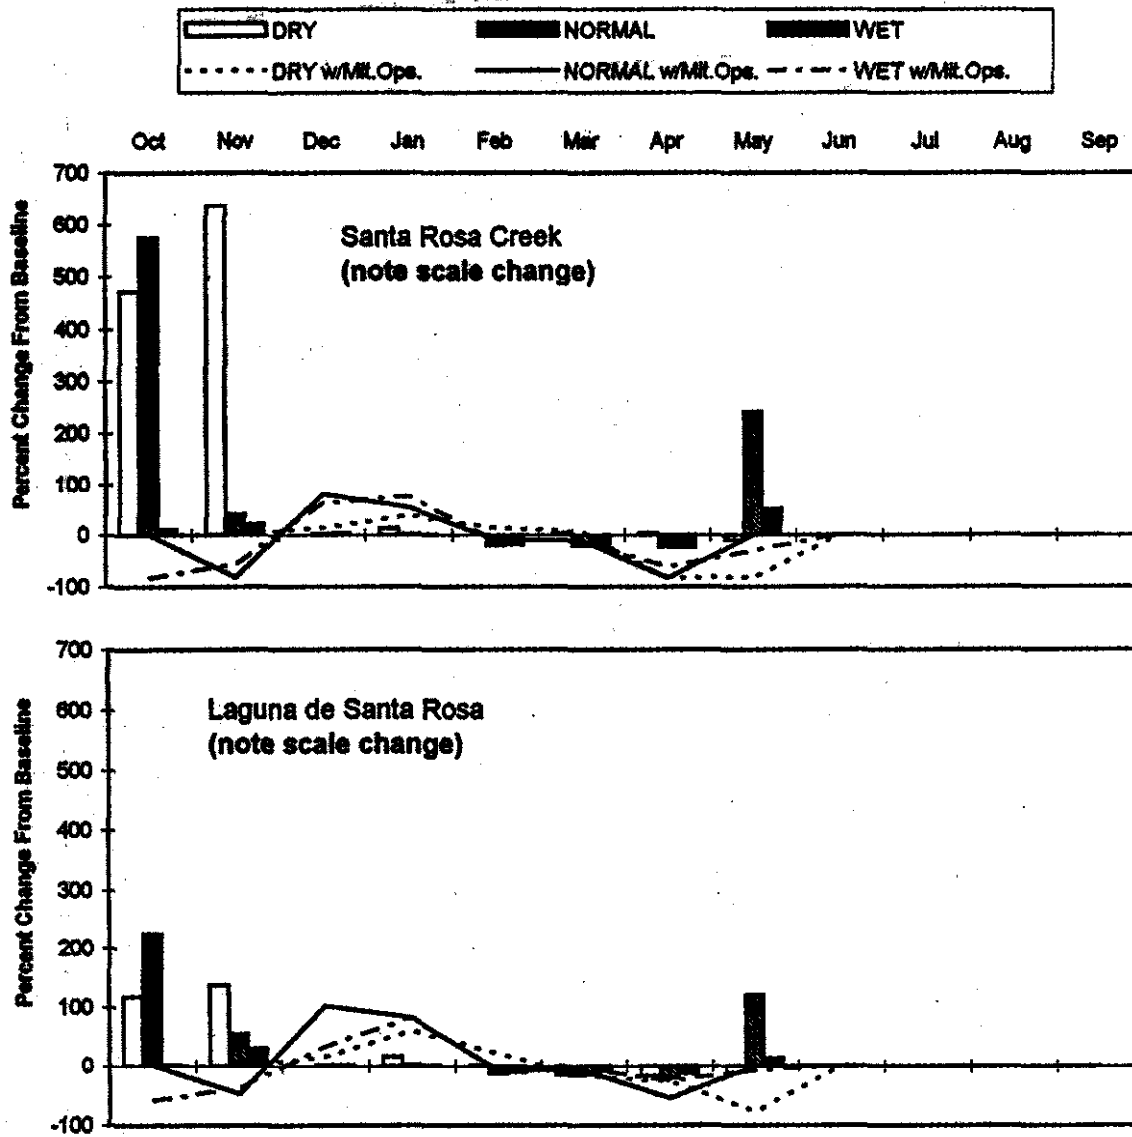 DRY NORMAL WET
DRY w/Mit.Ops. NORMAL w/Mit.Ops. WET w/Mit.Ops.
Oct Nov Dec Jan Feb Mar Apr May Jun Jul Aug Sep
Percent Change From Baseline
700
600
500
400
300
200
100
0
-100
Santa Rosa Creek
(note scale change)
Percent Change From Baseline
700
600
500
400
300
200
100
0
-100
Laguna de Santa Rosa
(note scale change)